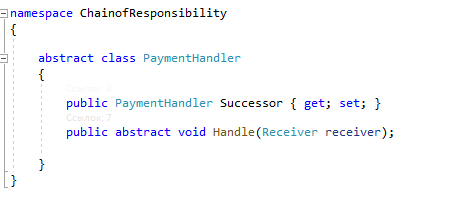 namespace ChainofResponsibility
{
abstract class PaymentHandler
{
Ссылок: 6
public PaymentHandler Successor { get; set; }
Ссылок: 7
public abstract void Handle(Receiver receiver);
}
}